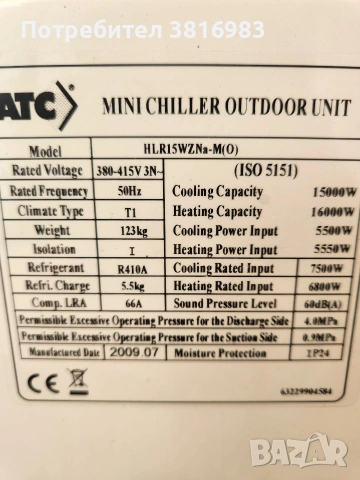 Потребител 3816983
ATC MINI CHILLER OUTDOOR UNIT
Model HLR15WZNa-M(O)
Rated Voltage 380-415V 3N~ (ISO 5151)
Rated Frequency 50Hz Cooling Capacity 15000W
Climate Type T1 Heating Capacity 16000W
Weight 123kg Cooling Power Input 5500W
Isolation I Heating Power Input 5550W
Refrigerant R410A Cooling Rated Input 7500W
Refri. Charge 5.5kg Heating Rated Input 6800W
Comp. LRA 66A Sound Pressure Level 60dB(A)
Permissible Excessive Operating Pressure for the Discharge Side 4.0MPa
Permissible Excessive Operating Pressure for the Suction Side 0.9MPa
Manufactured Date 2009.07 Moisture Protection IP24
CE 63229904584
bazar